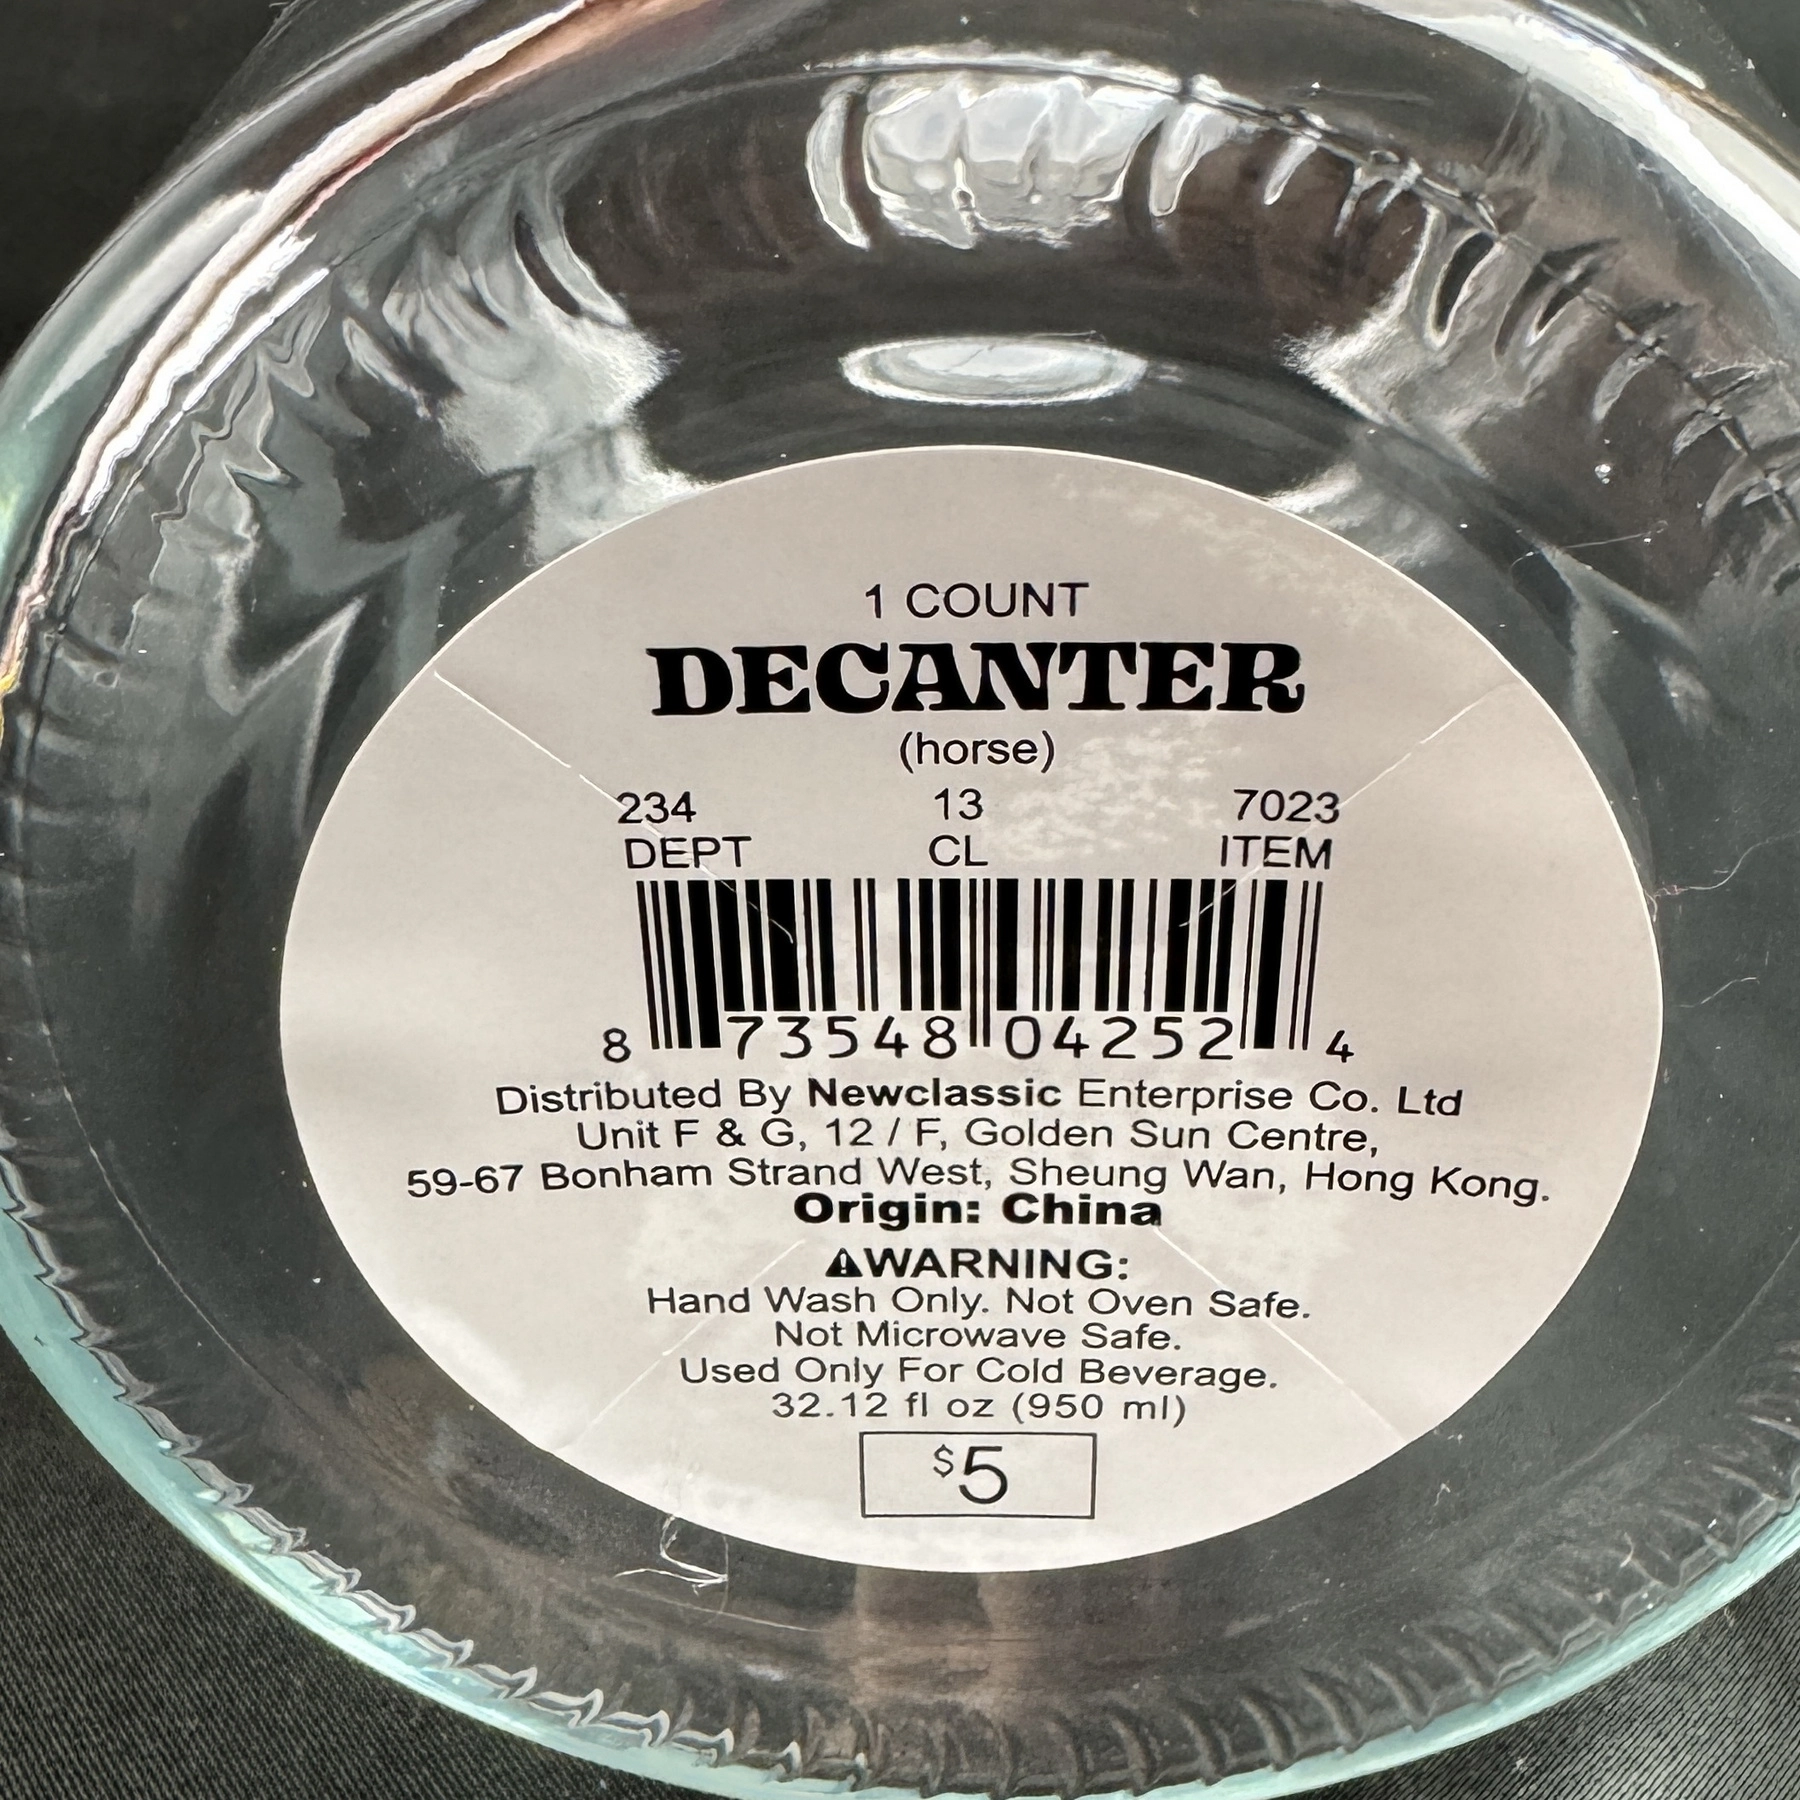 1 COUNT
DECANTER
(horse)
234 13 7023
DEPT CL ITEM
8 73548 04252 4
Distributed By Newclassic Enterprise Co. Ltd
Unit F & G, 12 / F, Golden Sun Centre,
59-67 Bonham Strand West, Sheung Wan, Hong Kong.
Origin: China
⚠WARNING:
Hand Wash Only. Not Oven Safe.
Not Microwave Safe.
Used Only For Cold Beverage.
32.12 fl oz (950 ml)
$5